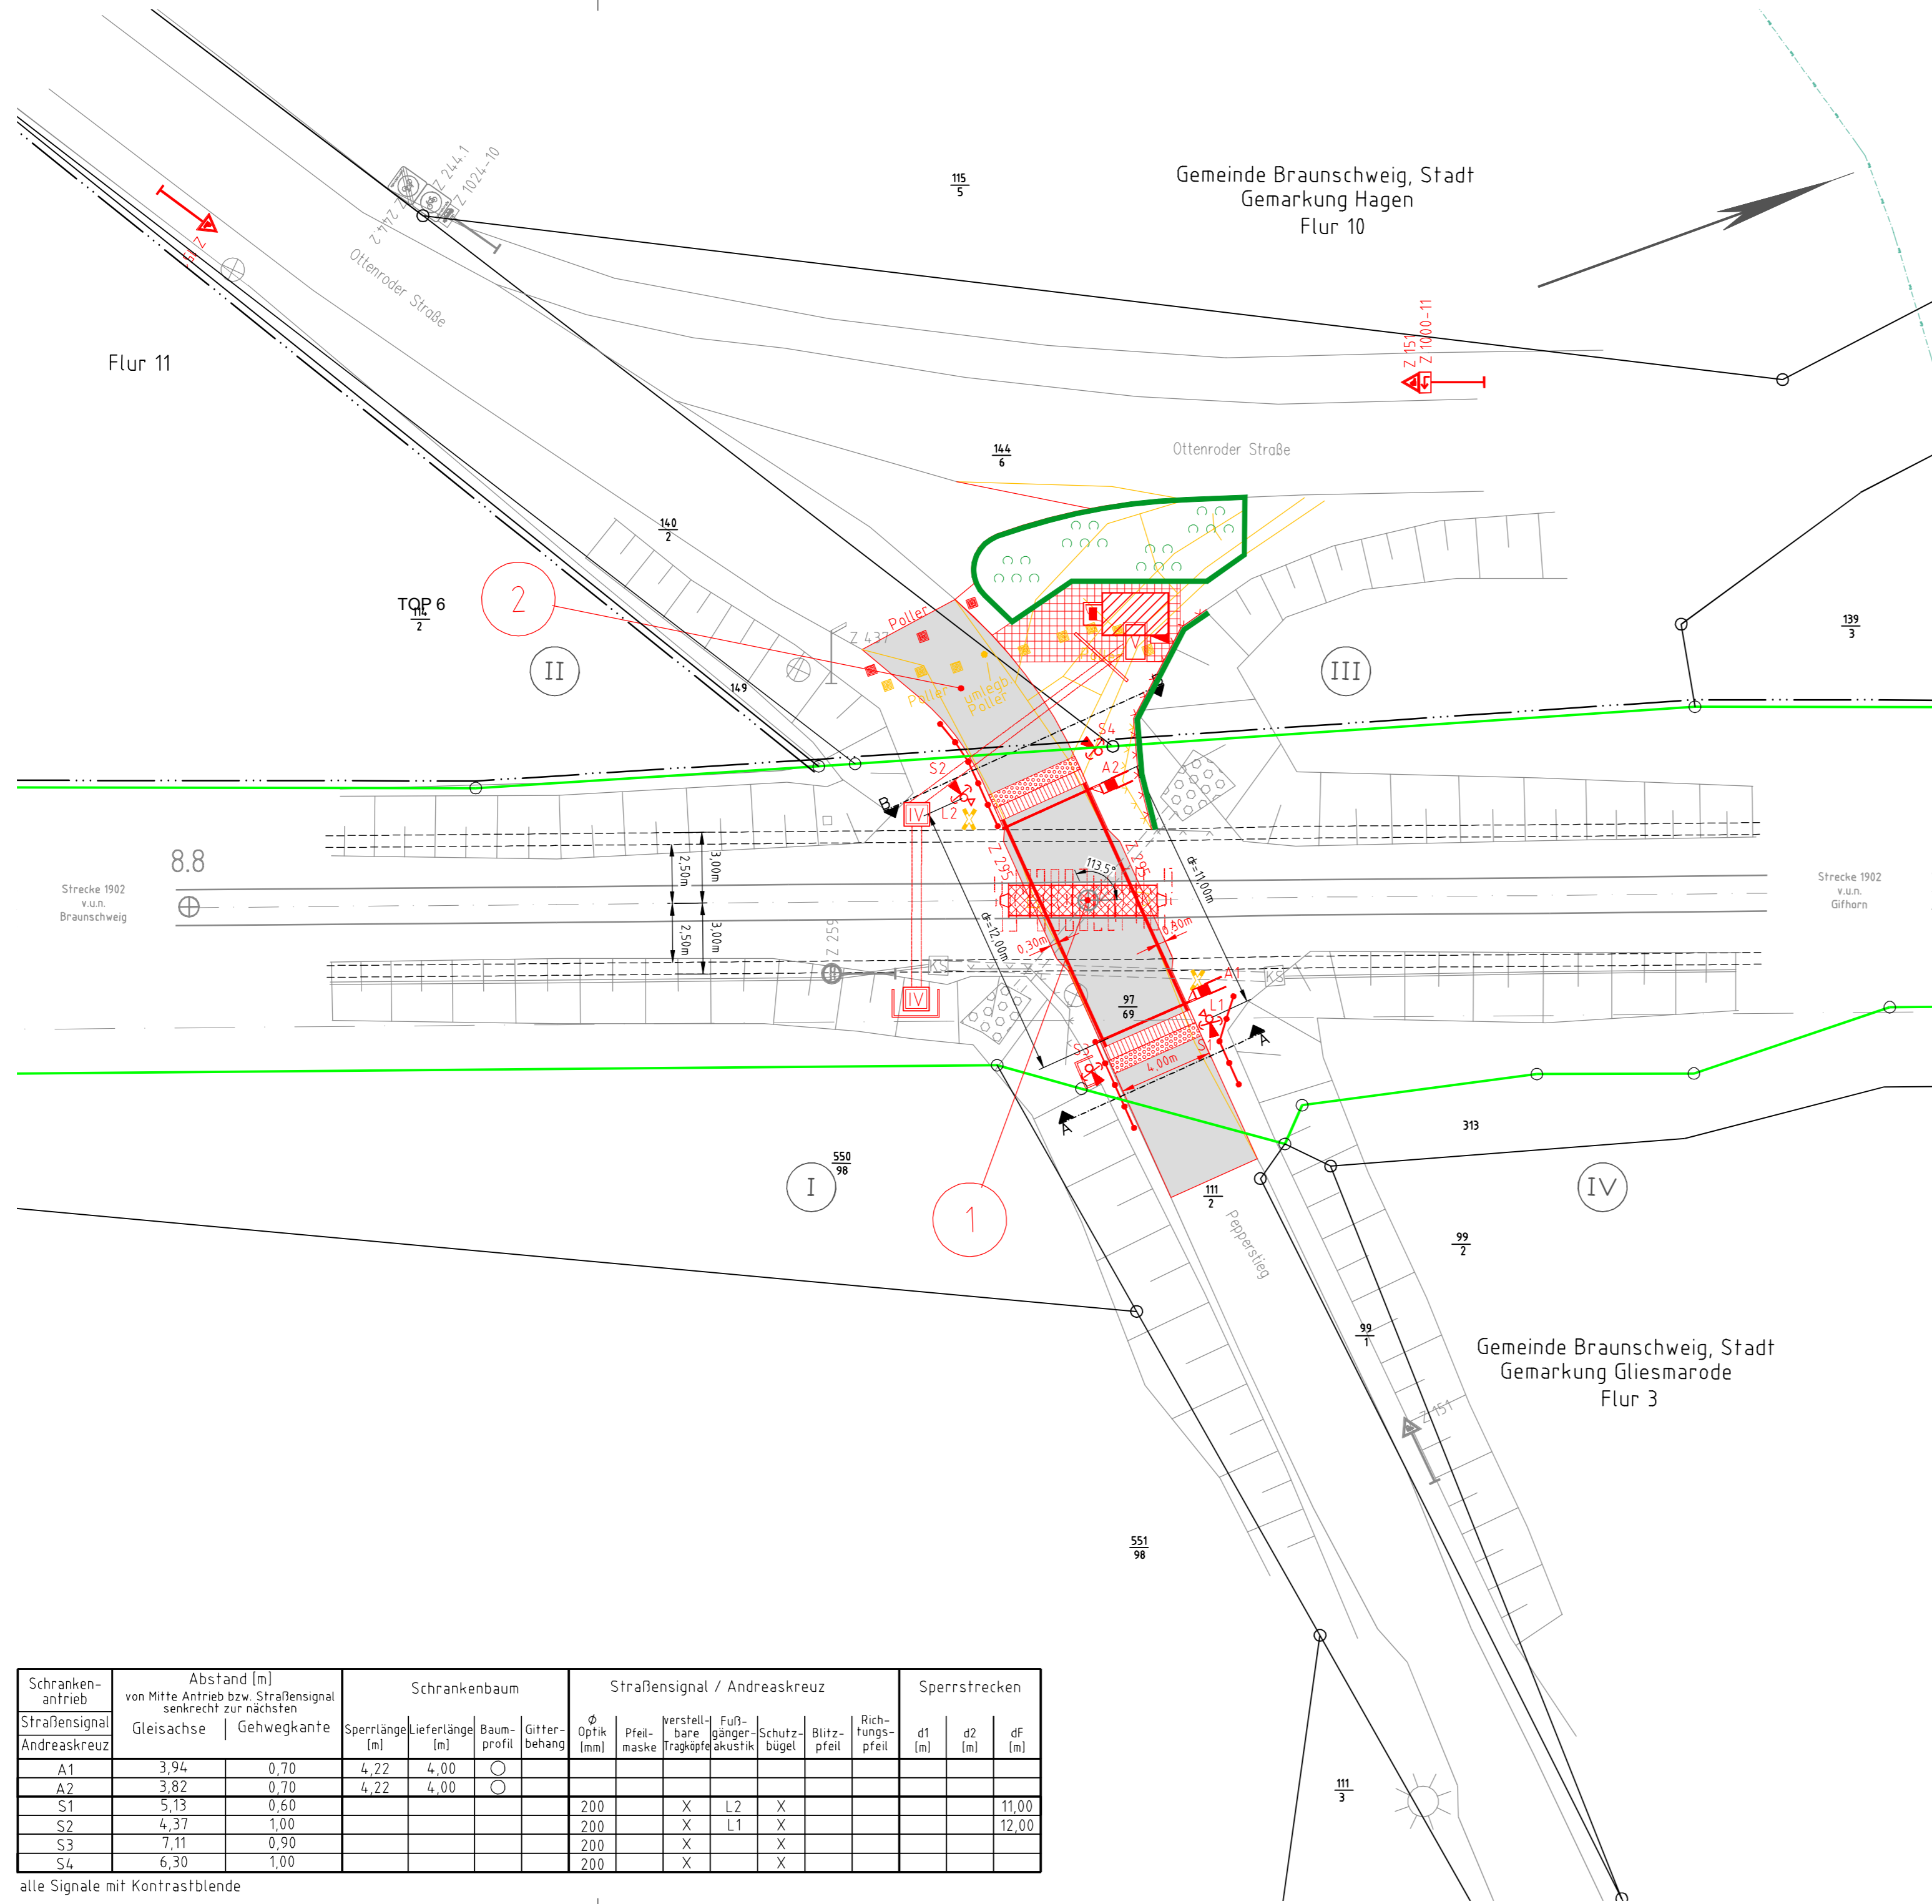 Z 244.1
Z 1024-10
Z 244.2
Ottenroder Straße
115
5
Gemeinde Braunschweig, Stadt
Gemarkung Hagen
Flur 10
Flur 11
Z 151
Z 1000-11
144
6
Ottenroder Straße
140
2
TOP 6
114
2
2
Poller
Z 437
II
149
Poller
umlegb.
Poller
V
III
139
3
B
S4
A2
S2
L2
IV
B
8.8
Strecke 1902
v.u.n.
Braunschweig
2,50m
3,00m
2,50m
3,00m
Z 295
Z 295
113.5°
dF=11,00m
dF=12,00m
0,30m
0,30m
Strecke 1902
v.u.n.
Gifhorn
Z 259
KS
KS
IV
97
69
A1
L1
S1
S3
4,00m
A
A
I
550
98
1
111
2
313
IV
Pepperstieg
99
2
99
1
Gemeinde Braunschweig, Stadt
Gemarkung Gliesmarode
Flur 3
Z 151
551
98
111
3
Schranken-
antrieb
Straßensignal
Andreaskreuz
Abstand [m]
von Mitte Antrieb bzw. Straßensignal
senkrecht zur nächsten
Gleisachse Gehwegkante
Schrankenbaum
Sperrlänge [m] Lieferlänge [m] Baum-profil Gitter-behang
Straßensignal / Andreaskreuz
Ø Optik [mm] Pfeil-maske verstell-bare Tragköpfe Fuß-gänger-akustik Schutz-bügel Blitz-pfeil Rich-tungs-pfeil
Sperrstrecken
d1 [m] d2 [m] dF [m]
A1 3,94 0,70 4,22 4,00 ○
A2 3,82 0,70 4,22 4,00 ○
S1 5,13 0,60 200 X L2 X 11,00
S2 4,37 1,00 200 X L1 X 12,00
S3 7,11 0,90 200 X X
S4 6,30 1,00 200 X X
alle Signale mit Kontrastblende